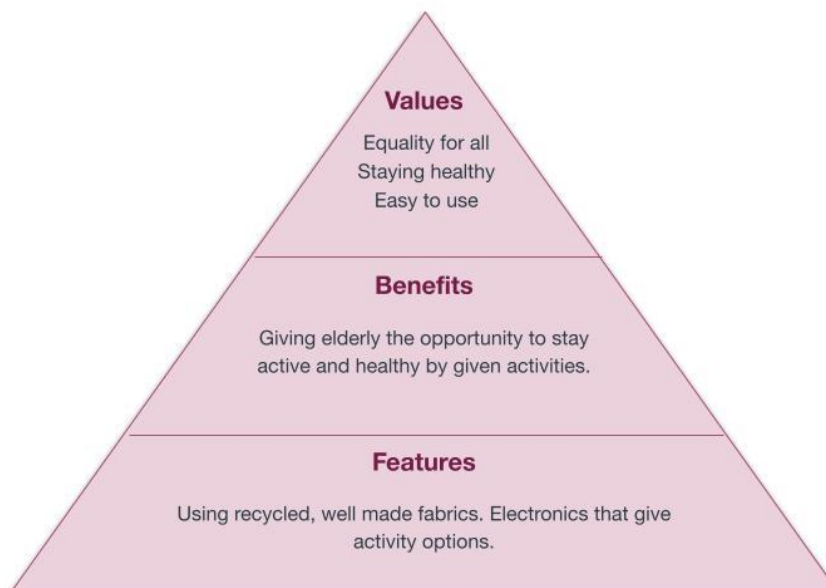 Values
Equality for all
Staying healthy
Easy to use
Benefits
Giving elderly the opportunity to stay
active and healthy by given activities.
Features
Using recycled, well made fabrics. Electronics that give
activity options.